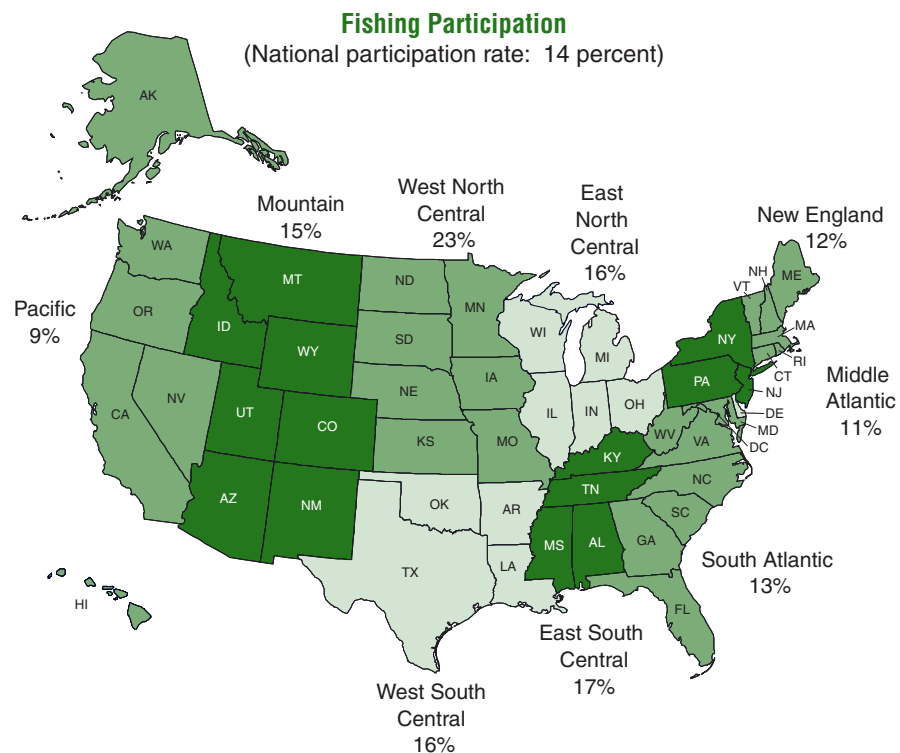 Fishing Participation
(National participation rate: 14 percent)
AK
Mountain
15%
West North
Central
23%
East
North
Central
16%
New England
12%
Pacific
9%
Middle
Atlantic
11%
South Atlantic
13%
East South
Central
17%
West South
Central
16%
WA
OR
CA
NV
ID
MT
WY
UT
CO
AZ
NM
ND
SD
NE
KS
MN
IA
MO
WI
MI
IL
IN
OH
OK
AR
TX
LA
KY
TN
MS
AL
WV
VA
NC
SC
GA
FL
NY
PA
VT
NH
ME
MA
RI
CT
NJ
DE
MD
DC
HI